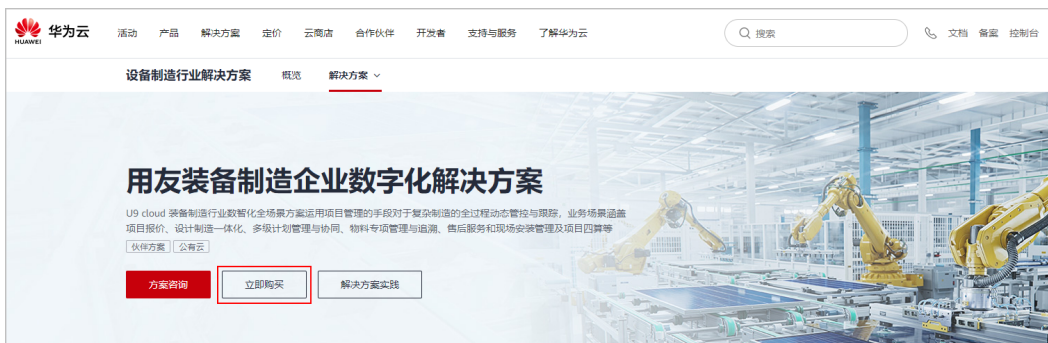 HUAWEI
华为云 活动 产品 解决方案 定价 云商店 合作伙伴 开发者 支持与服务 了解华为云 搜索 文档 备案 控制台
设备制造行业解决方案 概览 解决方案
用友装备制造企业数字化解决方案
U9 cloud 装备制造行业数智化全场景方案运用项目管理的手段对于复杂制造的全过程动态管控与跟踪，业务场景涵盖
项目报价、设计制造一体化、多级计划管理与协同、物料专项管理与追溯、售后服务和现场安装管理及项目四算等
伙伴方案 公有云
方案咨询 立即购买 解决方案实践